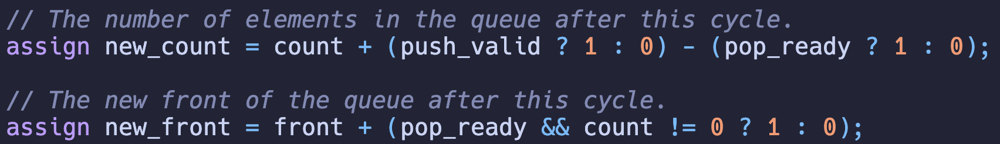 // The number of elements in the queue after this cycle.
assign new_count = count + (push_valid ? 1 : 0) - (pop_ready ? 1 : 0);
// The new front of the queue after this cycle.
assign new_front = front + (pop_ready && count != 0 ? 1 : 0);